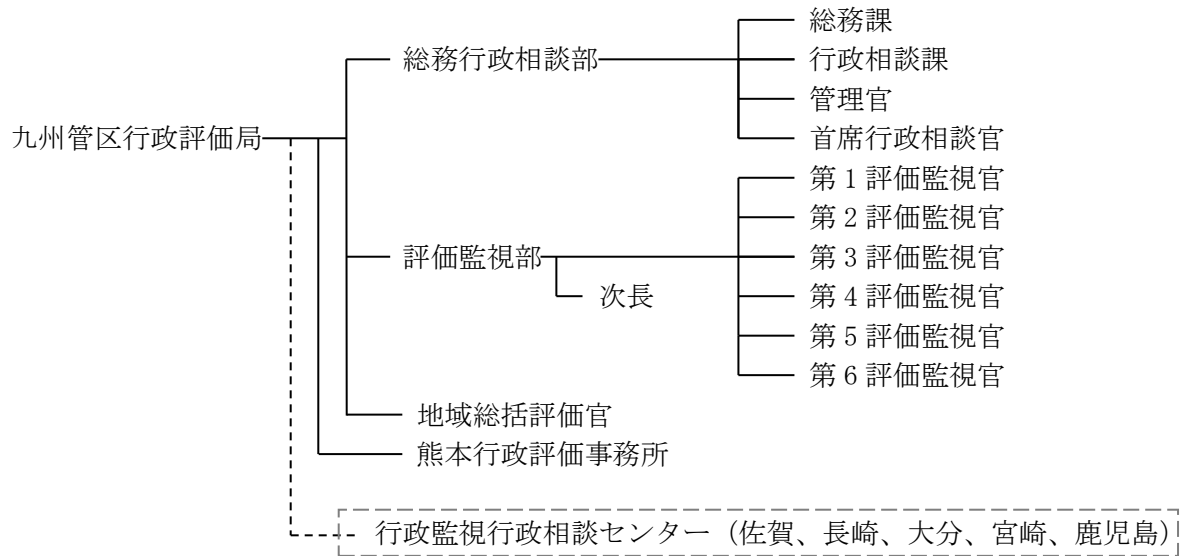 総務課
総務行政相談部
行政相談課
管理官
九州管区行政評価局
首席行政相談官
第1評価監視官
第2評価監視官
評価監視部
第3評価監視官
次長
第4評価監視官
第5評価監視官
第6評価監視官
地域総括評価官
熊本行政評価事務所
行政監視行政相談センター（佐賀、長崎、大分、宮崎、鹿児島）